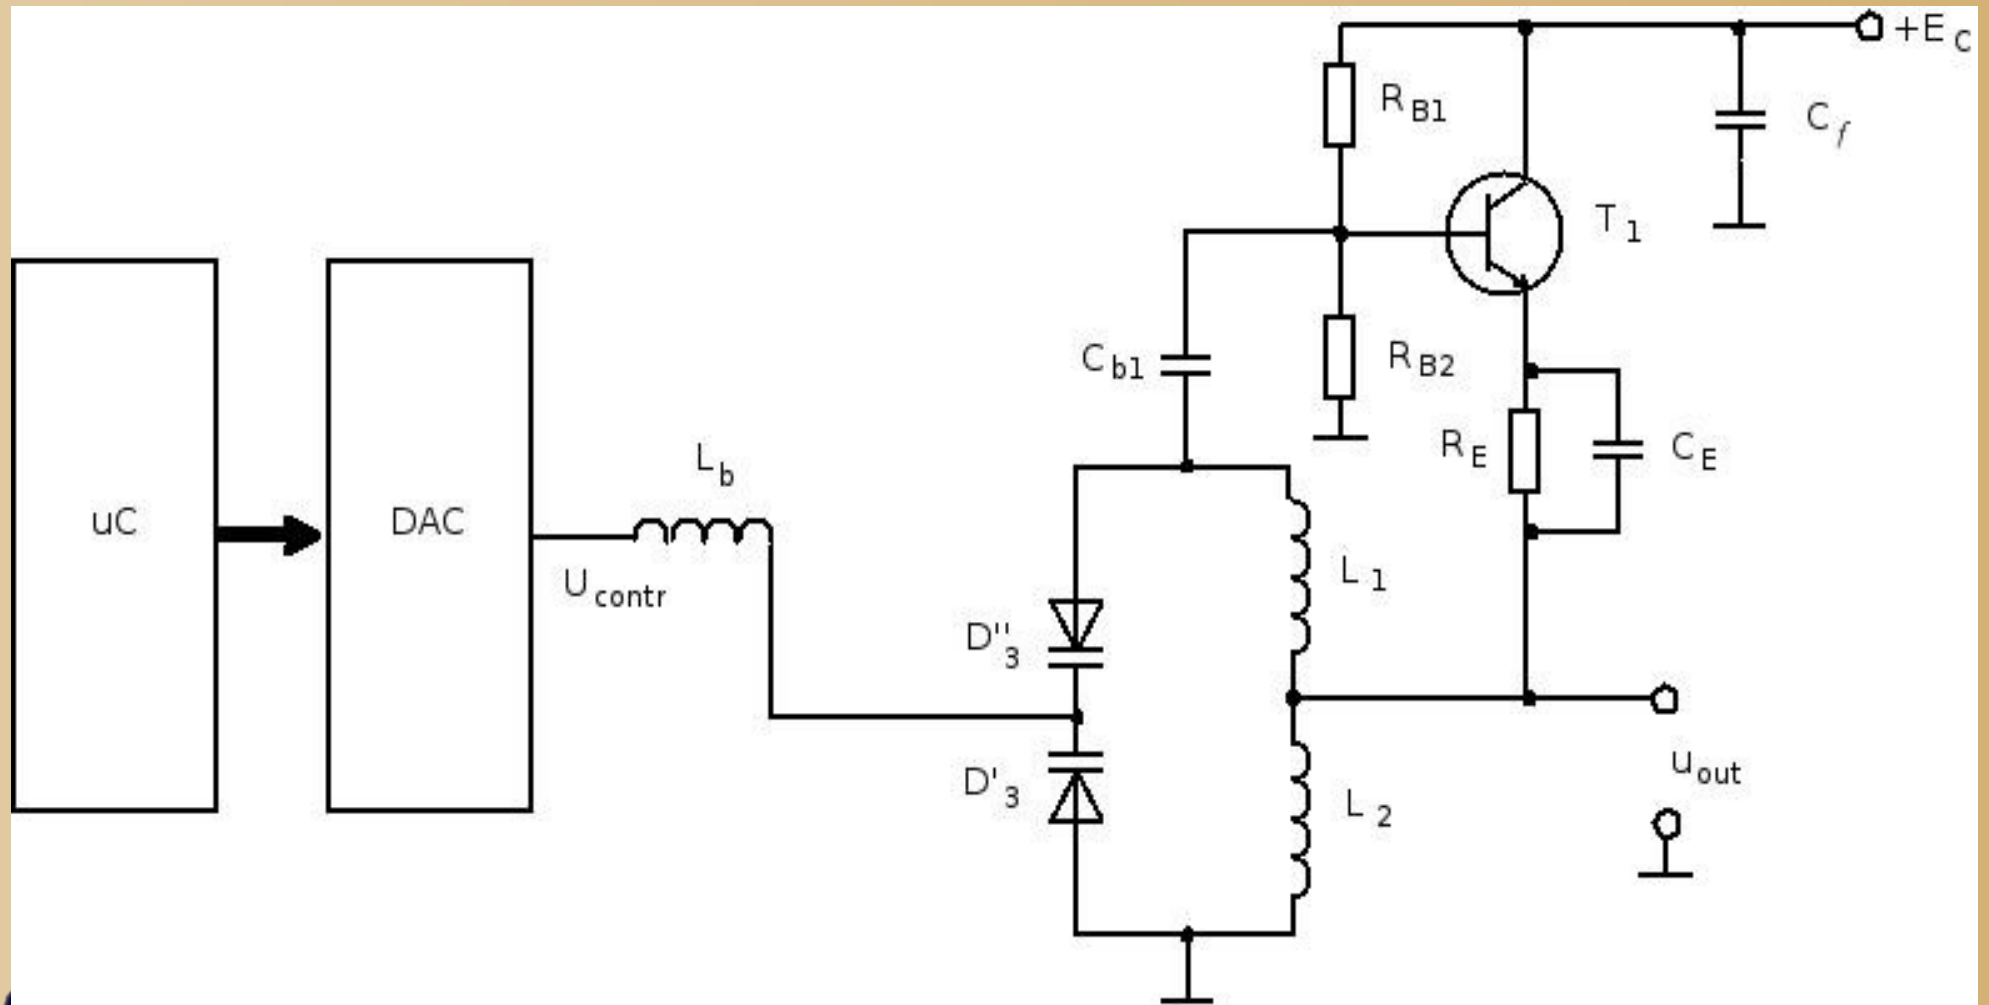 +E C
R B1
C f
T 1
C b1
R B2
R E
C E
L b
uC
DAC
U contr
L 1
D'' 3
D' 3
u out
L 2